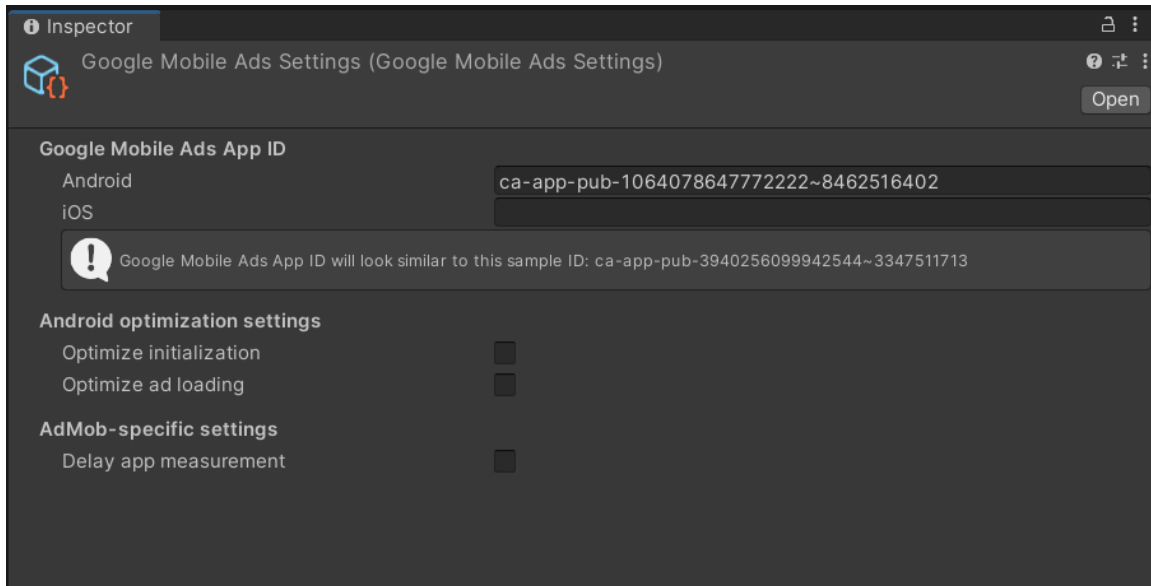 Inspector
Google Mobile Ads Settings (Google Mobile Ads Settings)
Open
Google Mobile Ads App ID
Android ca-app-pub-1064078647772222~8462516402
iOS
Google Mobile Ads App ID will look similar to this sample ID: ca-app-pub-3940256099942544~3347511713
Android optimization settings
Optimize initialization
Optimize ad loading
AdMob-specific settings
Delay app measurement